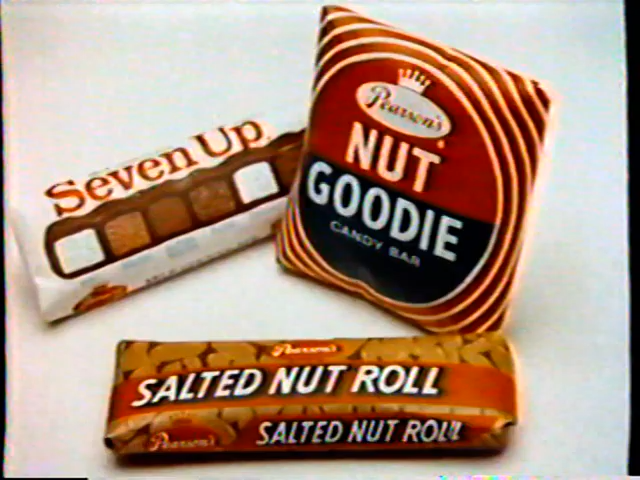 Seven Up
Pearson's
NUT
GOODIE
CANDY BAR
Pearson's
SALTED NUT ROLL
Pearson's
SALTED NUT ROLL